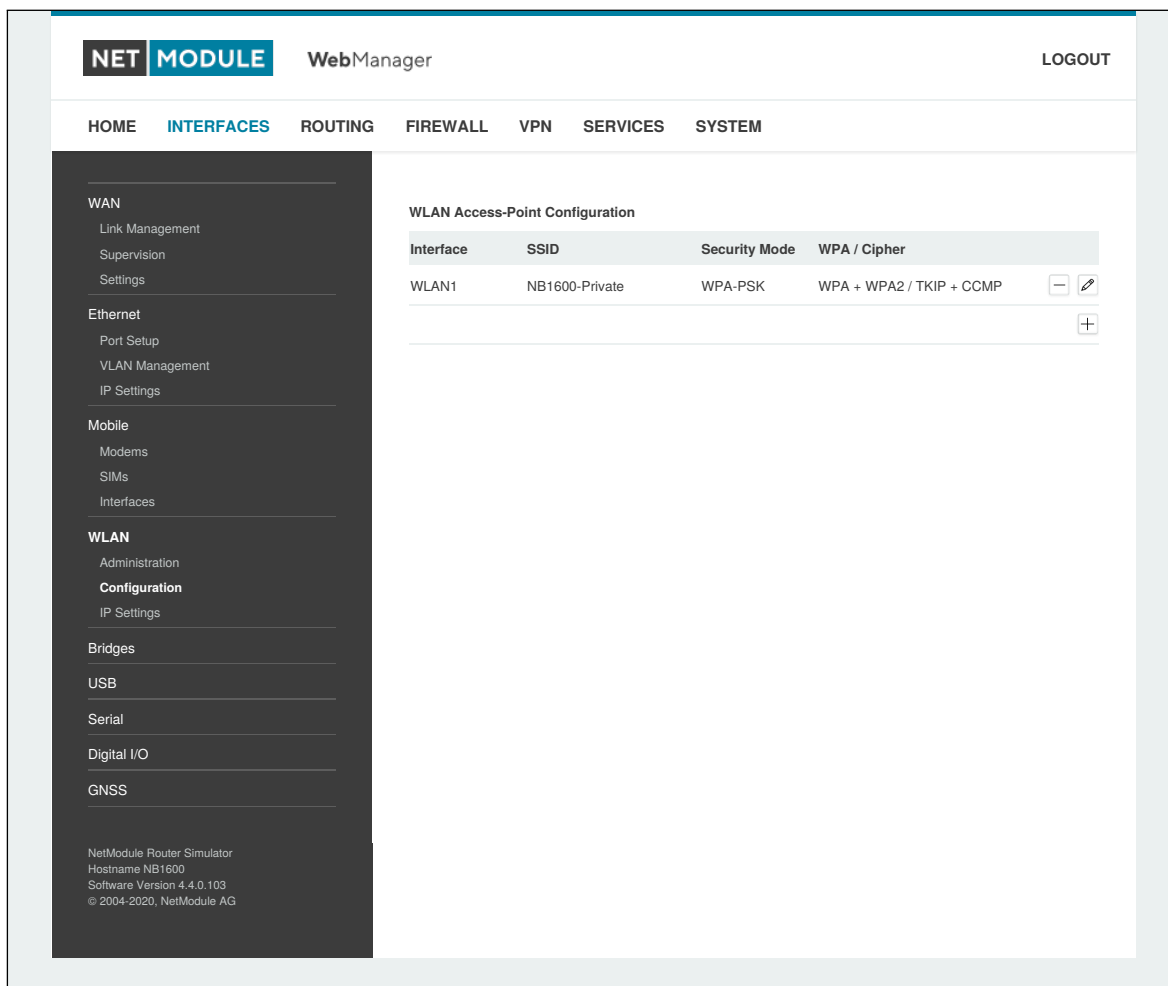 NET MODULE WebManager LOGOUT
HOME INTERFACES ROUTING FIREWALL VPN SERVICES SYSTEM
WAN
Link Management
Supervision
Settings
Ethernet
Port Setup
VLAN Management
IP Settings
Mobile
Modems
SIMs
Interfaces
WLAN
Administration
Configuration
IP Settings
Bridges
USB
Serial
Digital I/O
GNSS
NetModule Router Simulator
Hostname NB1600
Software Version 4.4.0.103
© 2004-2020, NetModule AG
WLAN Access-Point Configuration
Interface SSID Security Mode WPA / Cipher
WLAN1 NB1600-Private WPA-PSK WPA + WPA2 / TKIP + CCMP